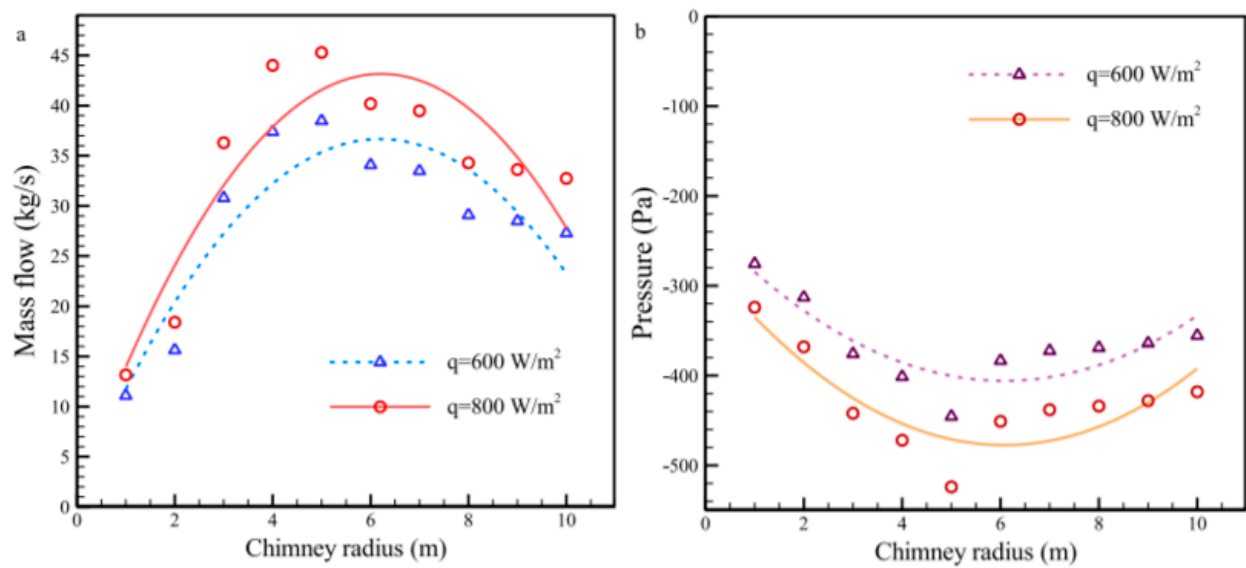 a
Mass flow (kg/s)
45
40
35
30
25
20
15
10
5
0
0 2 4 6 8 10
Chimney radius (m)
q=600 W/m²
q=800 W/m²
b
Pressure (Pa)
0
-100
-200
-300
-400
-500
0 2 4 6 8 10
Chimney radius (m)
q=600 W/m²
q=800 W/m²